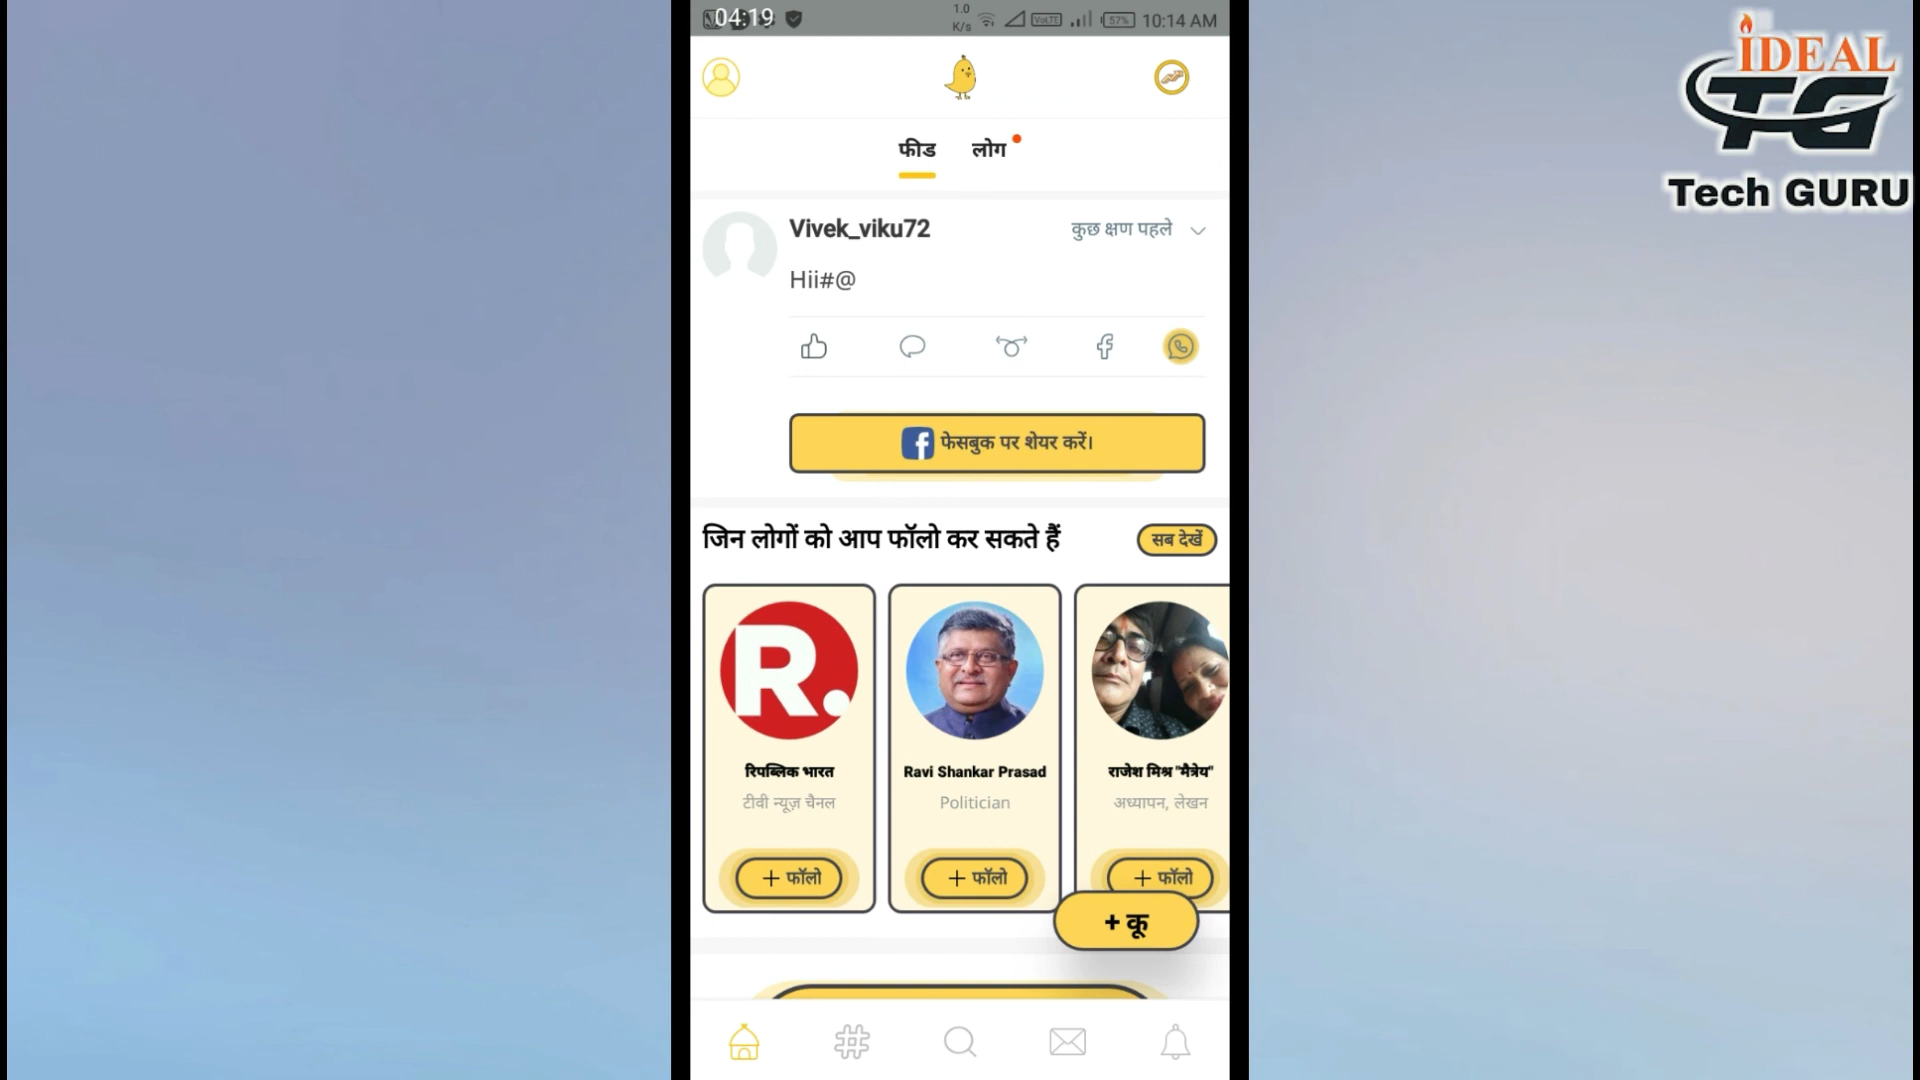 04:19
1.0
K/s
VoLTE
57%
10:14 AM
iDEAL
TG
Tech GURU
फीड
लोग
Vivek_viku72
कुछ क्षण पहले
Hii#@
फेसबुक पर शेयर करें।
जिन लोगों को आप फॉलो कर सकते हैं
सब देखें
R.
रिपब्लिक भारत
Ravi Shankar Prasad
राजेश मिश्र "मैत्रेय"
टीवी न्यूज़ चैनल
Politician
अध्यापन, लेखन
+ फॉलो
+ फॉलो
+ फॉलो
+ कू